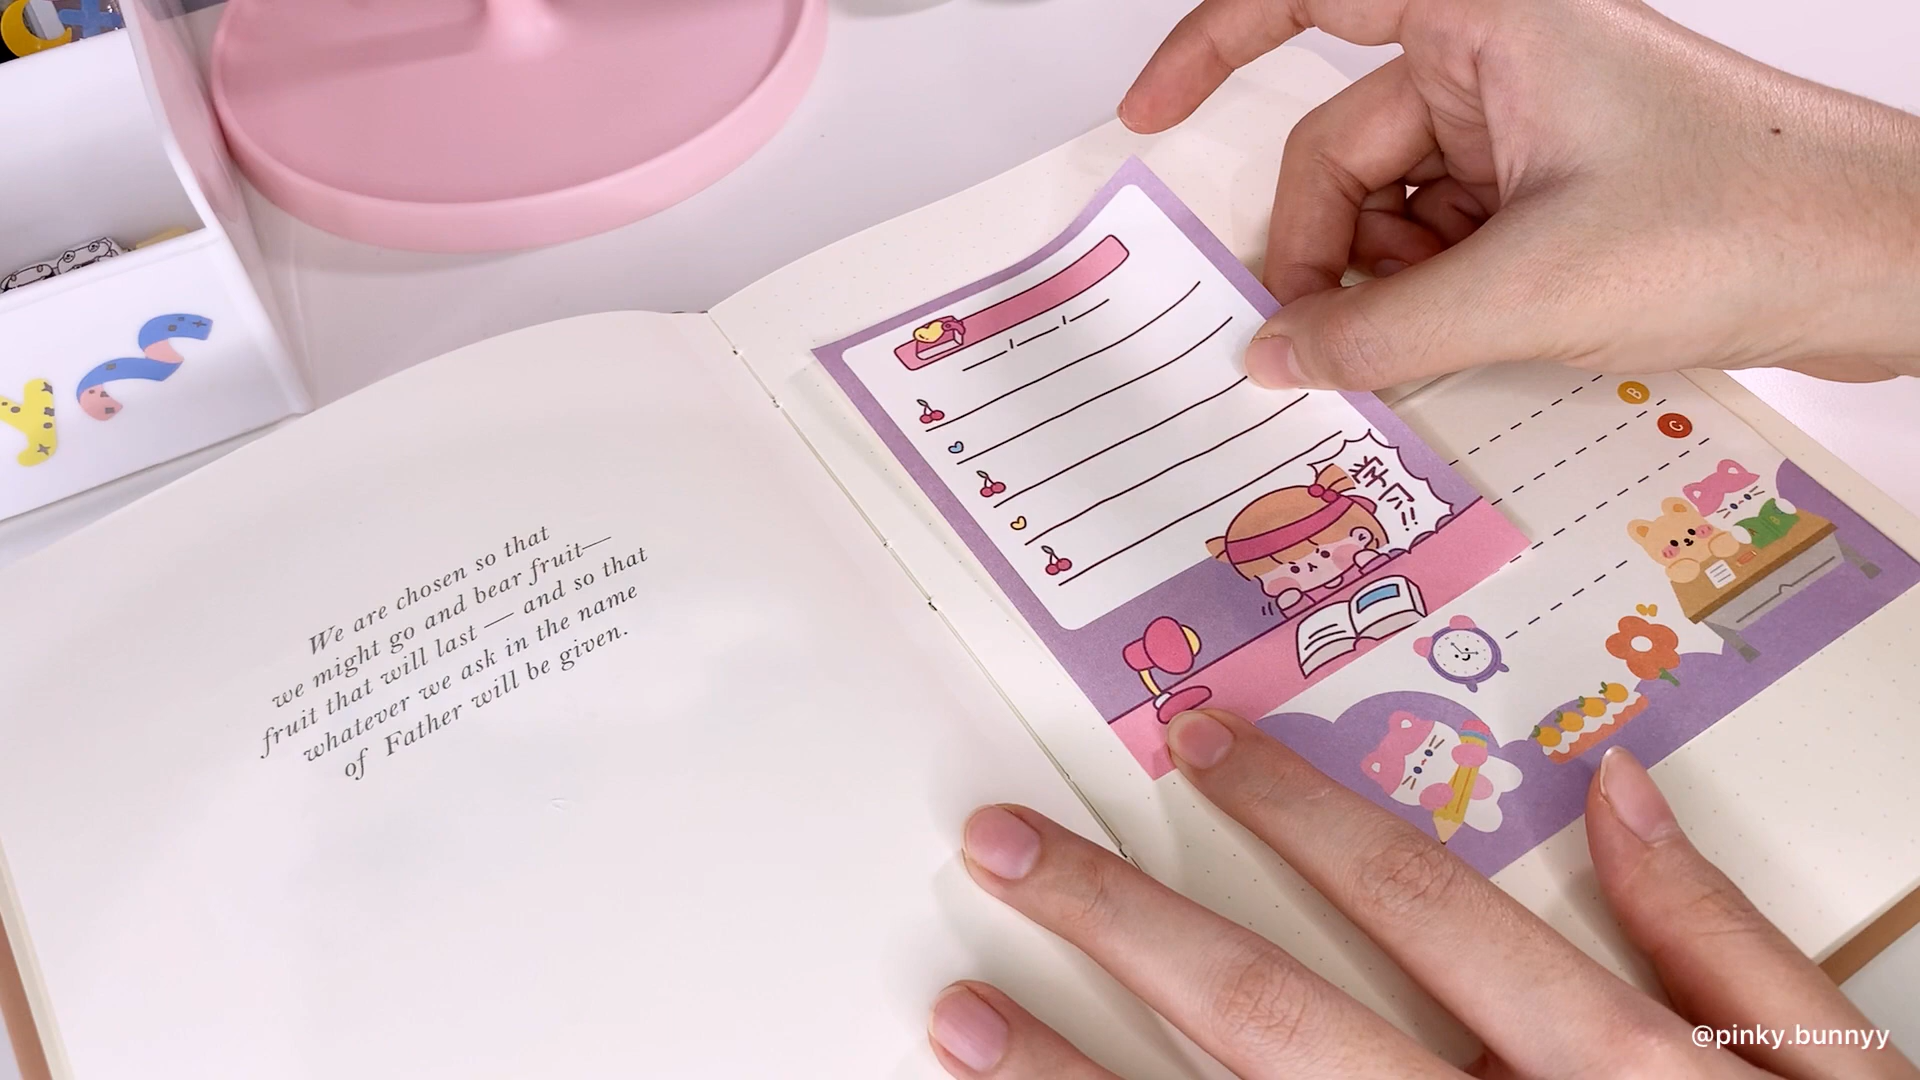 We are chosen so that
we might go and bear fruit—
fruit that will last — and so that
whatever we ask in the name
of Father will be given.
学
习!!
B
C
y
@pinky.bunnyy